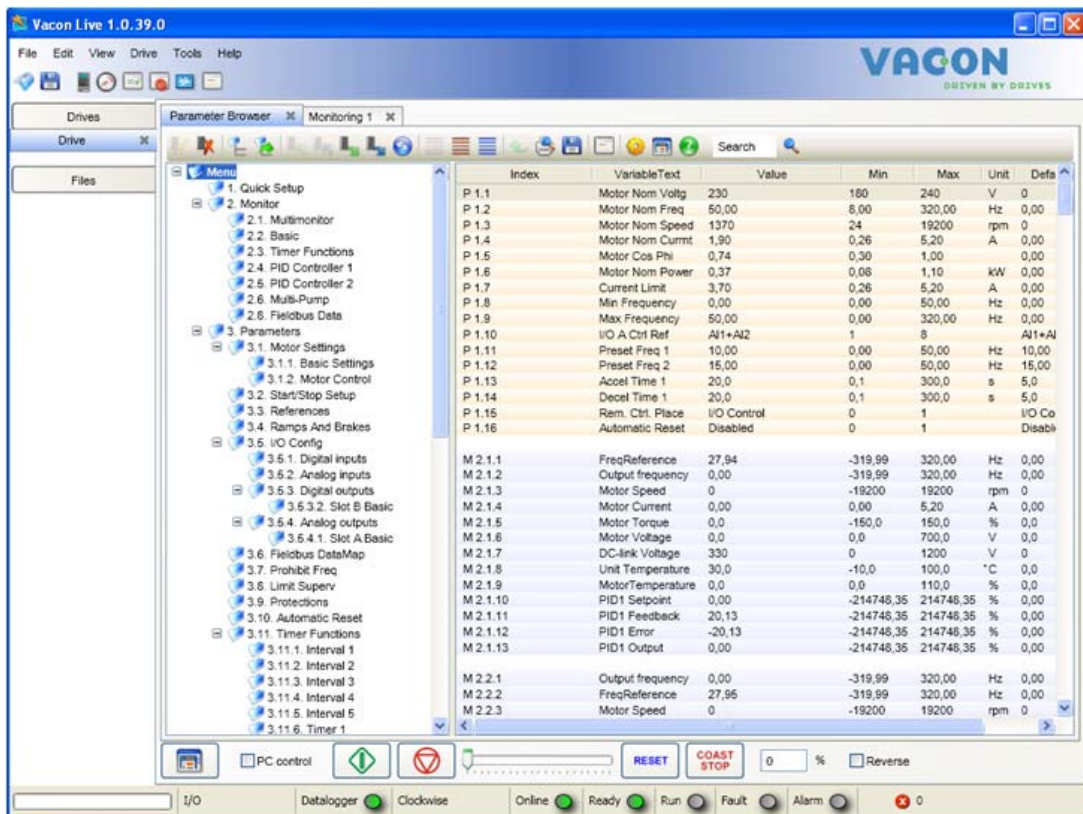 Vacon Live 1.0.39.0
File Edit View Drive Tools Help
VACON
DRIVEN BY DRIVES
Drives
Drive
Files
Parameter Browser Monitoring 1
Search
Menu
1. Quick Setup
2. Monitor
2.1. Multimonitor
2.2. Basic
2.3. Timer Functions
2.4. PID Controller 1
2.5. PID Controller 2
2.6. Multi-Pump
2.8. Fieldbus Data
3. Parameters
3.1. Motor Settings
3.1.1. Basic Settings
3.1.2. Motor Control
3.2. Start/Stop Setup
3.3. References
3.4. Ramps And Brakes
3.5. I/O Config
3.5.1. Digital inputs
3.5.2. Analog inputs
3.5.3. Digital outputs
3.5.3.2. Slot B Basic
3.5.4. Analog outputs
3.5.4.1. Slot A Basic
3.6. Fieldbus DataMap
3.7. Prohibit Freq
3.8. Limit Superv
3.9. Protections
3.10. Automatic Reset
3.11. Timer Functions
3.11.1. Interval 1
3.11.2. Interval 2
3.11.3. Interval 3
3.11.4. Interval 4
3.11.5. Interval 5
3.11.6. Timer 1
Index VariableText Value Min Max Unit Defa
P 1.1 Motor Nom Voltg 230 180 240 V 0
P 1.2 Motor Nom Freq 50,00 8,00 320,00 Hz 0,00
P 1.3 Motor Nom Speed 1370 24 19200 rpm 0
P 1.4 Motor Nom Currnt 1,90 0,26 5,20 A 0,00
P 1.5 Motor Cos Phi 0,74 0,30 1,00 0,00
P 1.6 Motor Nom Power 0,37 0,08 1,10 kW 0,00
P 1.7 Current Limit 3,70 0,26 5,20 A 0,00
P 1.8 Min Frequency 0,00 0,00 50,00 Hz 0,00
P 1.9 Max Frequency 50,00 0,00 320,00 Hz 0,00
P 1.10 I/O A Ctrl Ref AI1+AI2 1 8 AI1+AI
P 1.11 Preset Freq 1 10,00 0,00 50,00 Hz 10,00
P 1.12 Preset Freq 2 15,00 0,00 50,00 Hz 15,00
P 1.13 Accel Time 1 20,0 0,1 300,0 s 5,0
P 1.14 Decel Time 1 20,0 0,1 300,0 s 5,0
P 1.15 Rem. Ctrl. Place I/O Control 0 1 I/O Co
P 1.16 Automatic Reset Disabled 0 1 Disabl
M 2.1.1 FreqReference 27,94 -319,99 320,00 Hz 0,00
M 2.1.2 Output frequency 0,00 -319,99 320,00 Hz 0,00
M 2.1.3 Motor Speed 0 -19200 19200 rpm 0
M 2.1.4 Motor Current 0,00 0,00 5,20 A 0,00
M 2.1.5 Motor Torque 0,0 -150,0 150,0 % 0,0
M 2.1.6 Motor Voltage 0,0 0,0 700,0 V 0,0
M 2.1.7 DC-link Voltage 330 0 1200 V 0
M 2.1.8 Unit Temperature 30,0 -10,0 100,0 °C 0,0
M 2.1.9 MotorTemperature 0,0 0,0 110,0 % 0,0
M 2.1.10 PID1 Setpoint 0,00 -214748,35 214748,35 % 0,00
M 2.1.11 PID1 Feedback 20,13 -214748,35 214748,35 % 0,00
M 2.1.12 PID1 Error -20,13 -214748,35 214748,35 % 0,00
M 2.1.13 PID1 Output 0,00 -214748,35 214748,35 % 0,00
M 2.2.1 Output frequency 0,00 -319,99 320,00 Hz 0,00
M 2.2.2 FreqReference 27,95 -319,99 320,00 Hz 0,00
M 2.2.3 Motor Speed 0 -19200 19200 rpm 0
PC control RESET COAST STOP 0 % Reverse
I/O Datalogger Clockwise Online Ready Run Fault Alarm 0